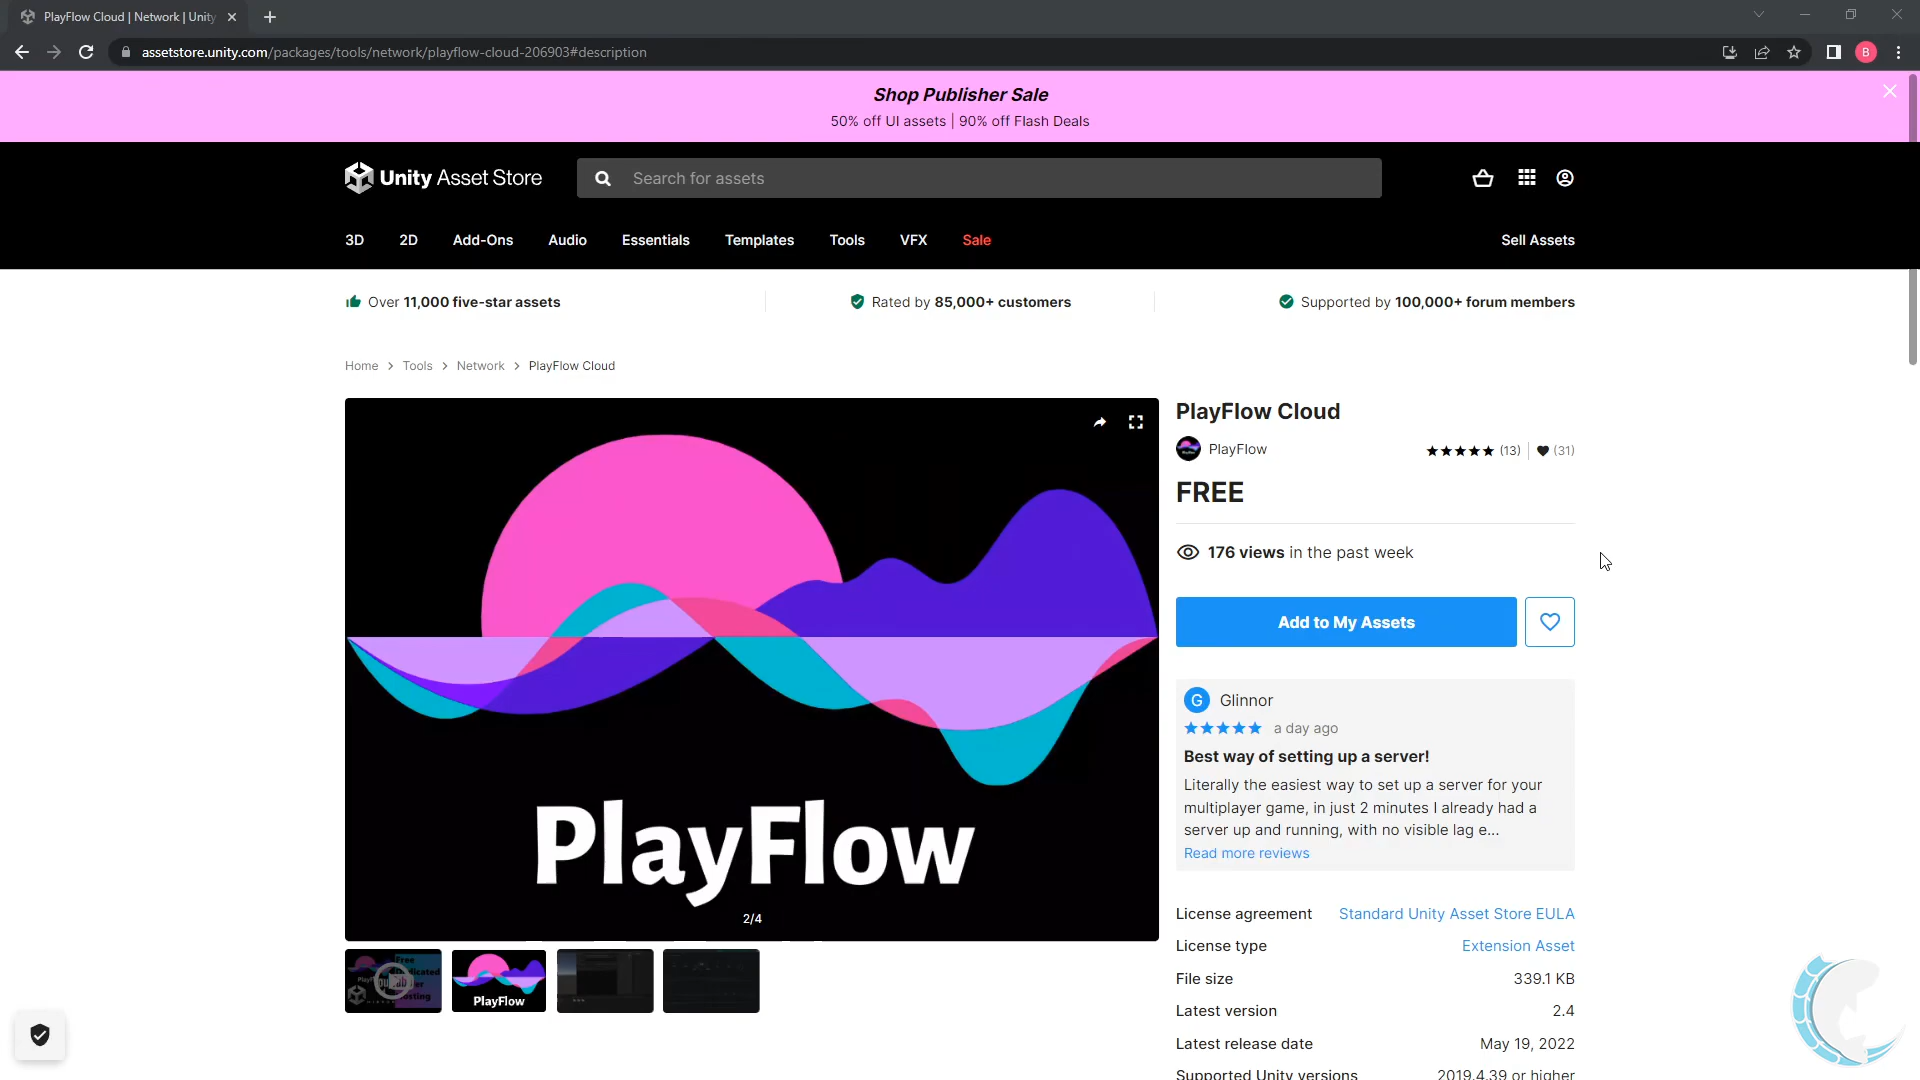 PlayFlow Cloud | Network | Unity
assetstore.unity.com/packages/tools/network/playflow-cloud-206903#description
B
Shop Publisher Sale
50% off UI assets | 90% off Flash Deals
Unity Asset Store
Search for assets
3D 2D Add-Ons Audio Essentials Templates Tools VFX Sale Sell Assets
Over 11,000 five-star assets Rated by 85,000+ customers Supported by 100,000+ forum members
Home > Tools > Network > PlayFlow Cloud
PlayFlow
2/4
PlayFlow
PlayFlow Cloud
PlayFlow
(13) | (31)
FREE
176 views in the past week
Add to My Assets
G Glinnor
a day ago
Best way of setting up a server!
Literally the easiest way to set up a server for your
multiplayer game, in just 2 minutes I already had a
server up and running, with no visible lag e...
Read more reviews
License agreement Standard Unity Asset Store EULA
License type Extension Asset
File size 339.1 KB
Latest version 2.4
Latest release date May 19, 2022
Supported Unity versions 2019.4.39 or higher